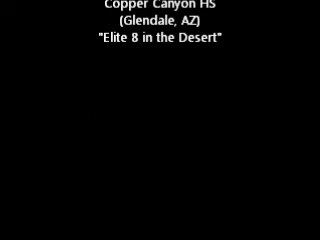 Copper Canyon HS
(Glendale, AZ)
"Elite 8 in the Desert"